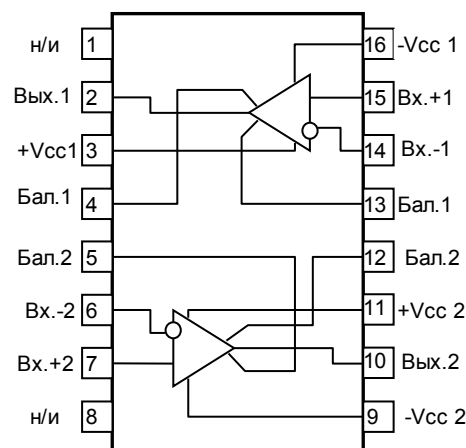 н/и 1 16 -Vcc 1
Вых.1 2 15 Вх.+1
+Vcc1 3 14 Вх.-1
Бал.1 4 13 Бал.1
Бал.2 5 12 Бал.2
Вх.-2 6 11 +Vcc 2
Вх.+2 7 10 Вых.2
н/и 8 9 -Vcc 2